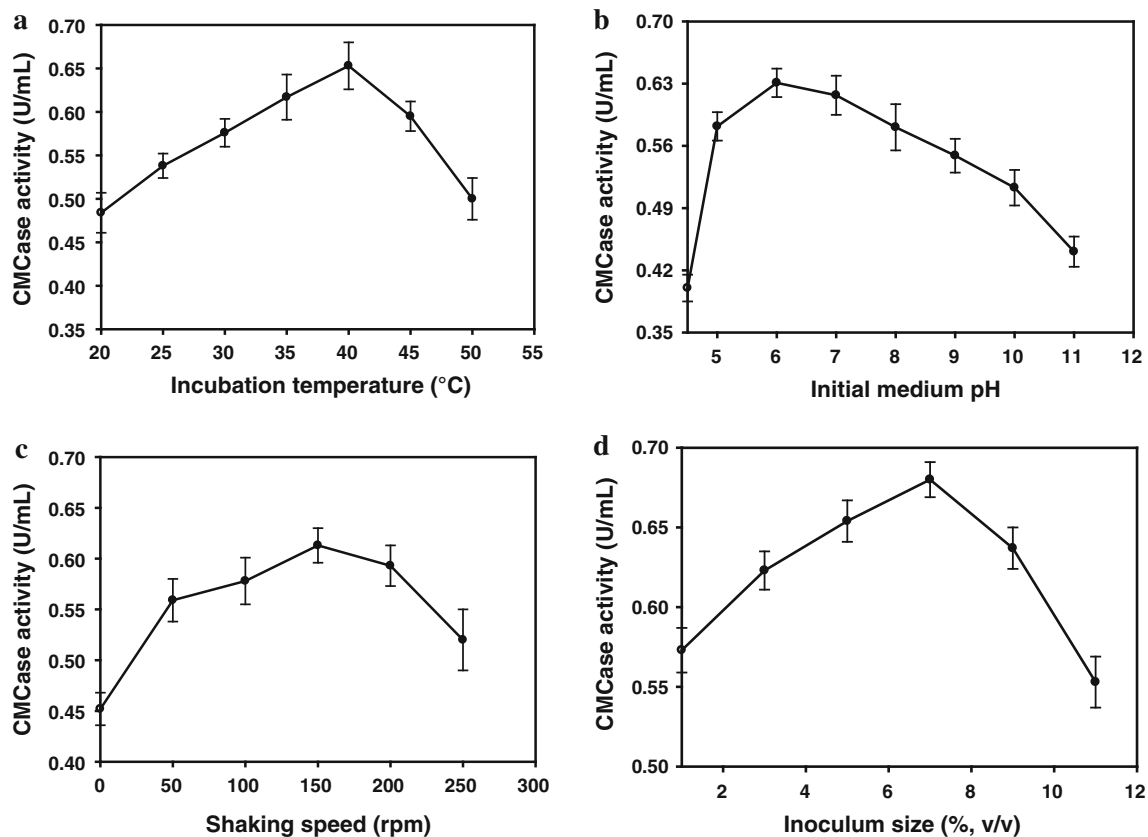 a
0.70
0.65
0.60
0.55
0.50
0.45
0.40
0.35
CMCase activity (U/mL)
20 25 30 35 40 45 50 55
Incubation temperature (°C)
b
0.70
0.63
0.56
0.49
0.42
0.35
CMCase activity (U/mL)
5 6 7 8 9 10 11 12
Initial medium pH
c
0.70
0.65
0.60
0.55
0.50
0.45
0.40
CMCase activity (U/mL)
0 50 100 150 200 250 300
Shaking speed (rpm)
d
0.70
0.65
0.60
0.55
0.50
CMCase activity (U/mL)
2 4 6 8 10 12
Inoculum size (%, v/v)